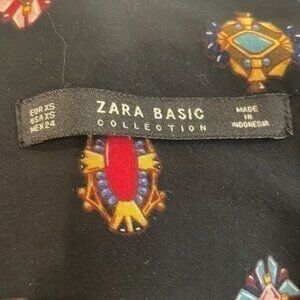 EUR XS
USA XS
MEX 24
ZARA BASIC
COLLECTION
MADE
IN
INDONESIA